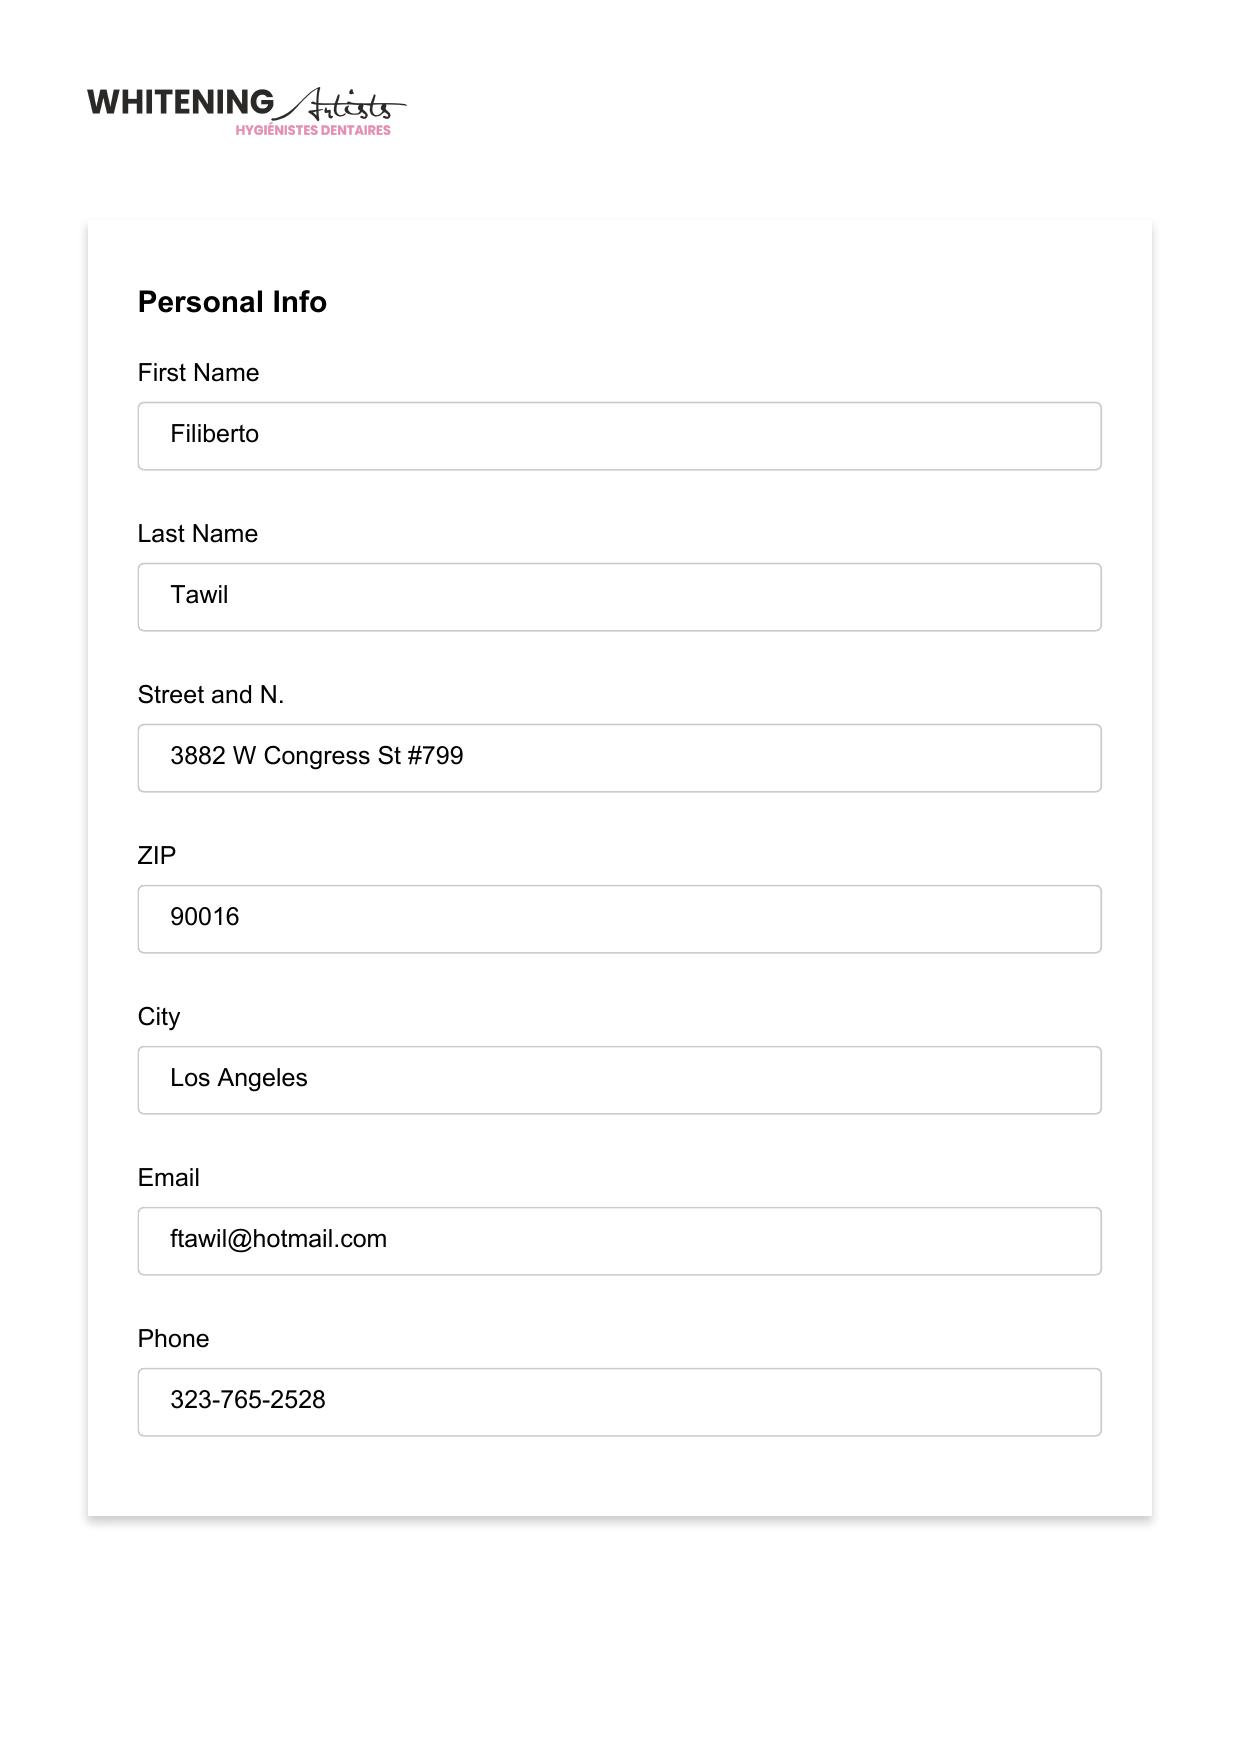 WHITENING Artists
HYGIÉNISTES DENTAIRES
Personal Info
First Name
Filiberto
Last Name
Tawil
Street and N.
3882 W Congress St #799
ZIP
90016
City
Los Angeles
Email
ftawil@hotmail.com
Phone
323-765-2528